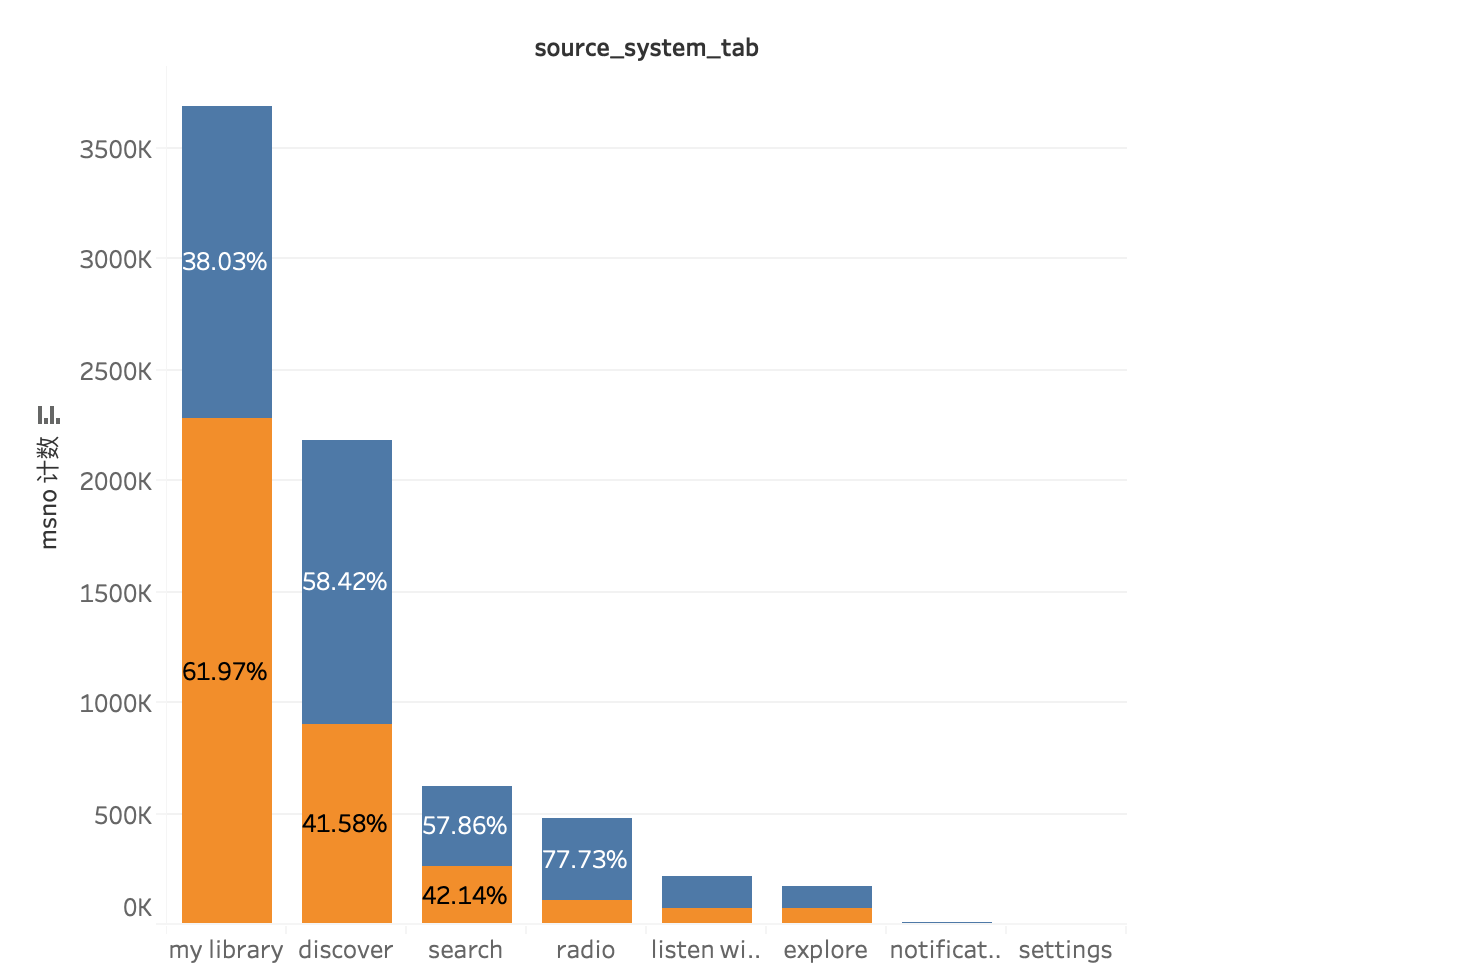 source_system_tab
3500K
3000K
2500K
2000K
1500K
1000K
500K
0K
msno 计数
38.03%
61.97%
58.42%
41.58%
57.86%
42.14%
77.73%
my library discover search radio listen wi.. explore notificat.. settings